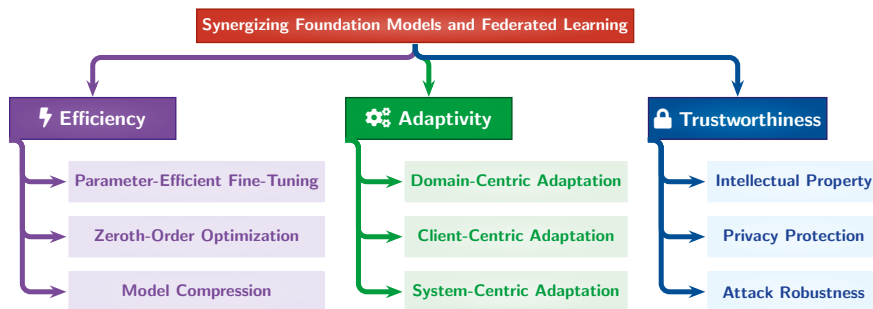 Synergizing Foundation Models and Federated Learning
Efficiency
Parameter-Efficient Fine-Tuning
Zeroth-Order Optimization
Model Compression
Adaptivity
Domain-Centric Adaptation
Client-Centric Adaptation
System-Centric Adaptation
Trustworthiness
Intellectual Property
Privacy Protection
Attack Robustness